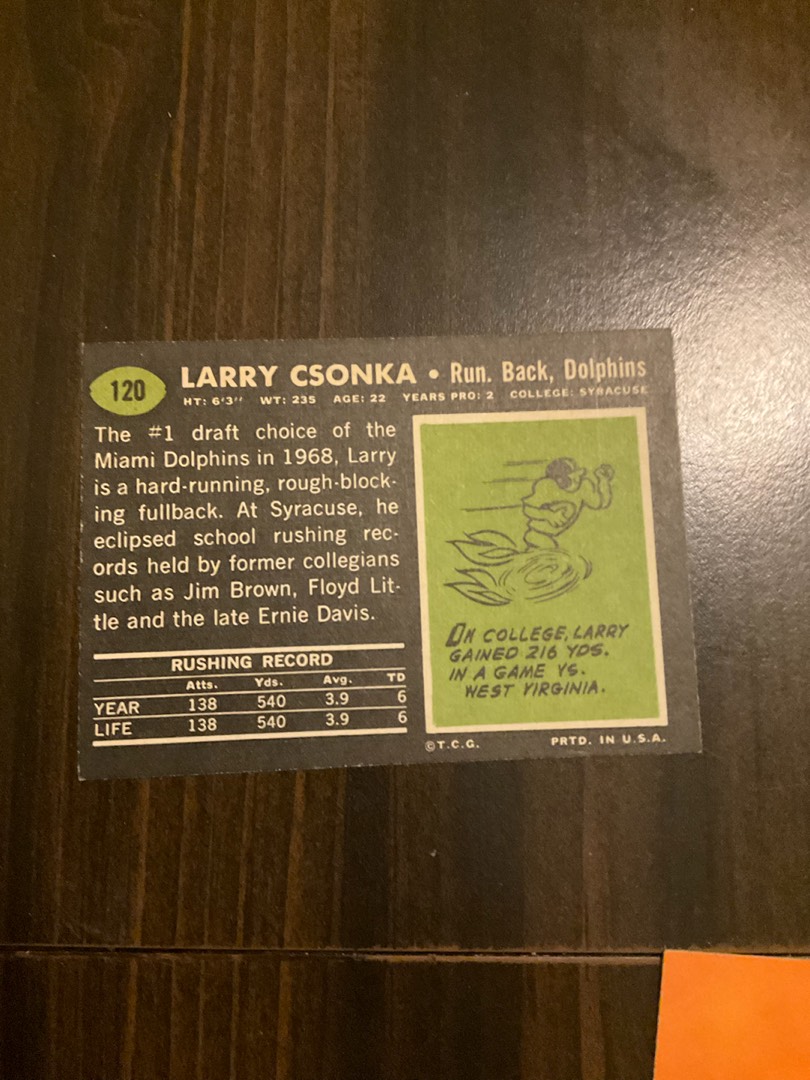 120
LARRY CSONKA • Run. Back, Dolphins
HT: 6'3" WT: 235 AGE: 22 YEARS PRO: 2 COLLEGE: SYRACUSE
The #1 draft choice of the
Miami Dolphins in 1968, Larry
is a hard-running, rough-block-
ing fullback. At Syracuse, he
eclipsed school rushing rec-
ords held by former collegians
such as Jim Brown, Floyd Lit-
tle and the late Ernie Davis.
RUSHING RECORD
Atts. Yds. Avg. TD
YEAR 138 540 3.9 6
LIFE 138 540 3.9 6
IN COLLEGE, LARRY
GAINED 216 YDS.
IN A GAME VS.
WEST VIRGINIA.
©T.C.G. PRTD. IN U.S.A.